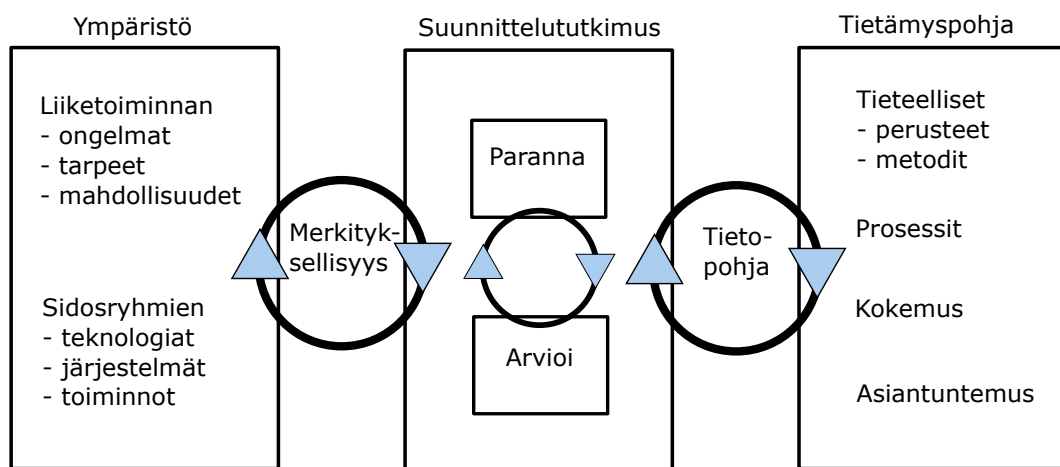 Ympäristö
Liiketoiminnan
- ongelmat
- tarpeet
- mahdollisuudet
Sidosryhmien
- teknologiat
- järjestelmät
- toiminnot
Merkityk-
sellisyys
Suunnittelututkimus
Paranna
Arvioi
Tieto-
pohja
Tietämyspohja
Tieteelliset
- perusteet
- metodit
Prosessit
Kokemus
Asiantuntemus